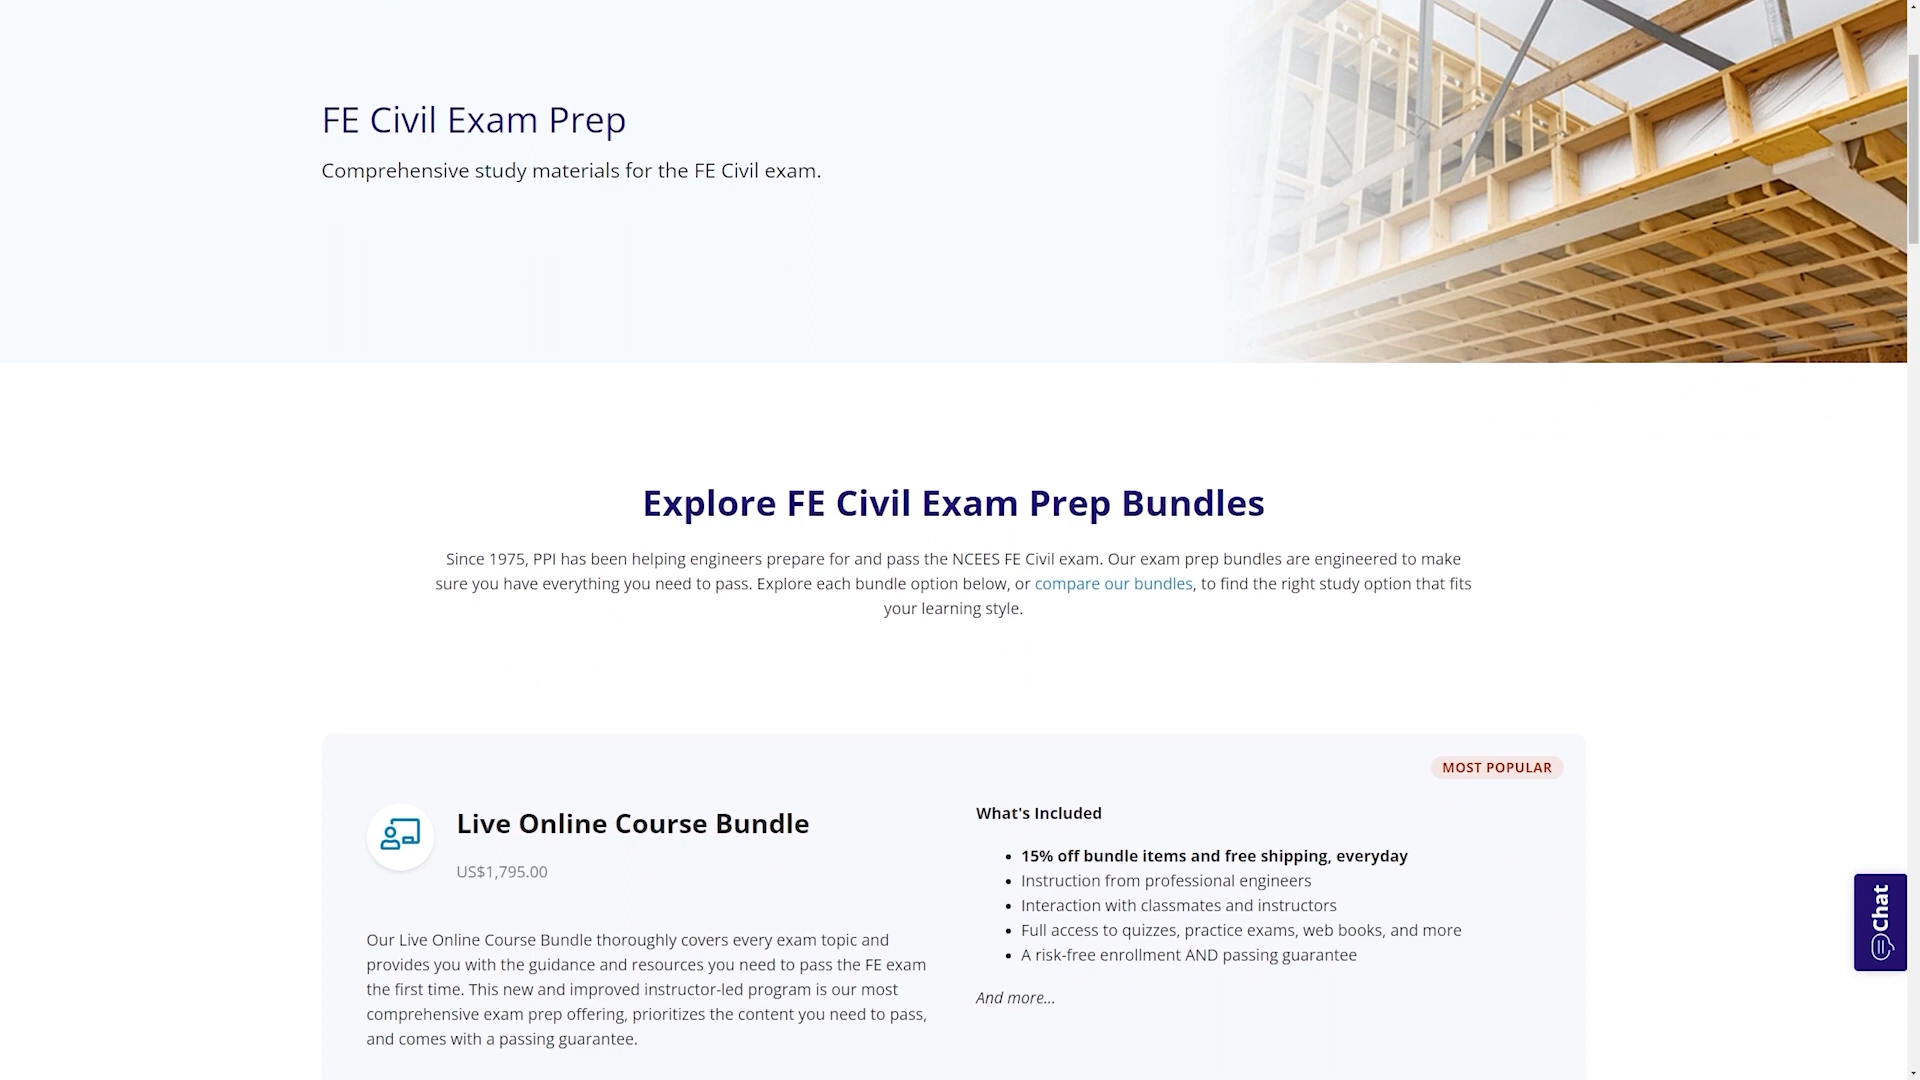 FE Civil Exam Prep
Comprehensive study materials for the FE Civil exam.
Explore FE Civil Exam Prep Bundles
Since 1975, PPI has been helping engineers prepare for and pass the NCEES FE Civil exam. Our exam prep bundles are engineered to make
sure you have everything you need to pass. Explore each bundle option below, or compare our bundles, to find the right study option that fits
your learning style.
MOST POPULAR
Live Online Course Bundle
US$1,795.00
Our Live Online Course Bundle thoroughly covers every exam topic and
provides you with the guidance and resources you need to pass the FE exam
the first time. This new and improved instructor-led program is our most
comprehensive exam prep offering, prioritizes the content you need to pass,
and comes with a passing guarantee.
What's Included
• 15% off bundle items and free shipping, everyday
• Instruction from professional engineers
• Interaction with classmates and instructors
• Full access to quizzes, practice exams, web books, and more
• A risk-free enrollment AND passing guarantee
And more...
Chat